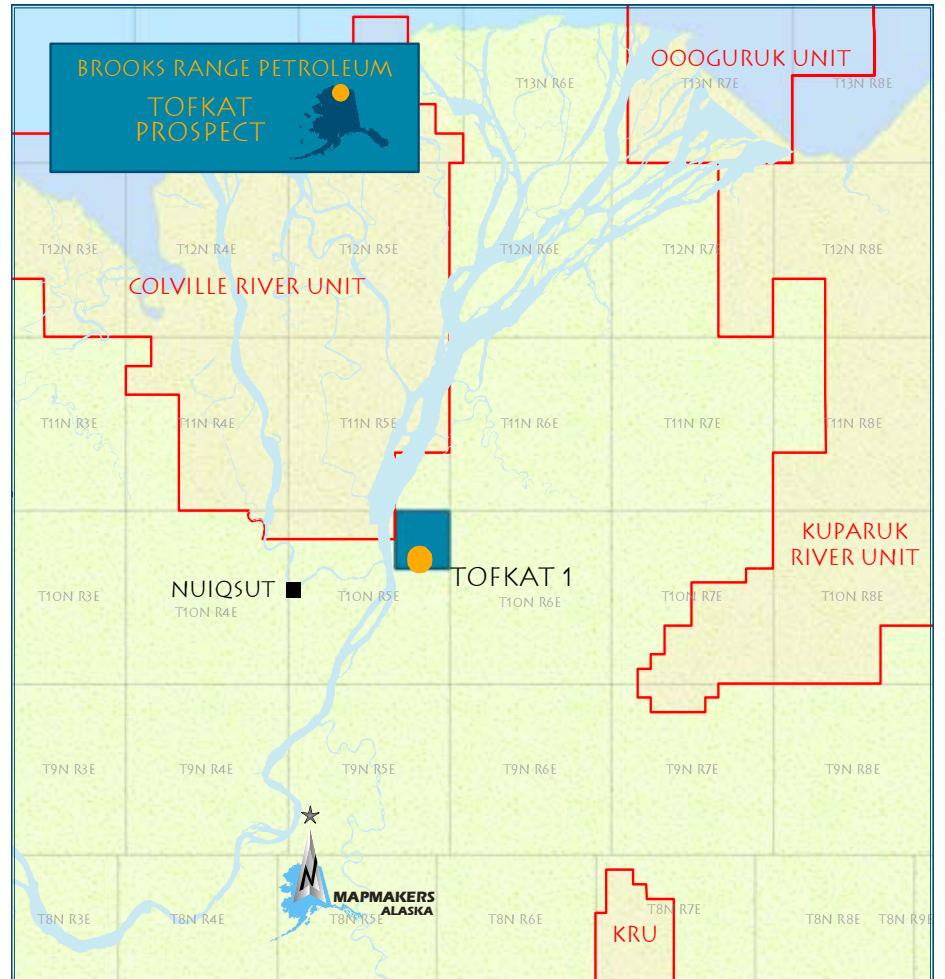 BROOKS RANGE PETROLEUM
TOFKAT
PROSPECT
OOOGURUK UNIT
T13N R6E
T13N R7E
T13N R8E
T12N R3E
T12N R4E
T12N R5E
T12N R6E
T12N R7E
T12N R8E
COLVILLE RIVER UNIT
T11N R3E
T11N R4E
T11N R5E
T11N R6E
T11N R7E
T11N R8E
KUPARUK
RIVER UNIT
NUIQSUT
TOFKAT 1
T10N R3E
T10N R4E
T10N R5E
T10N R6E
T10N R7E
T10N R8E
T9N R3E
T9N R4E
T9N R5E
T9N R6E
T9N R7E
T9N R8E
N
MAPMAKERS
ALASKA
T8N R3E
T8N R4E
T8N R5E
T8N R6E
T8N R7E
T8N R8E
T8N R9E
KRU